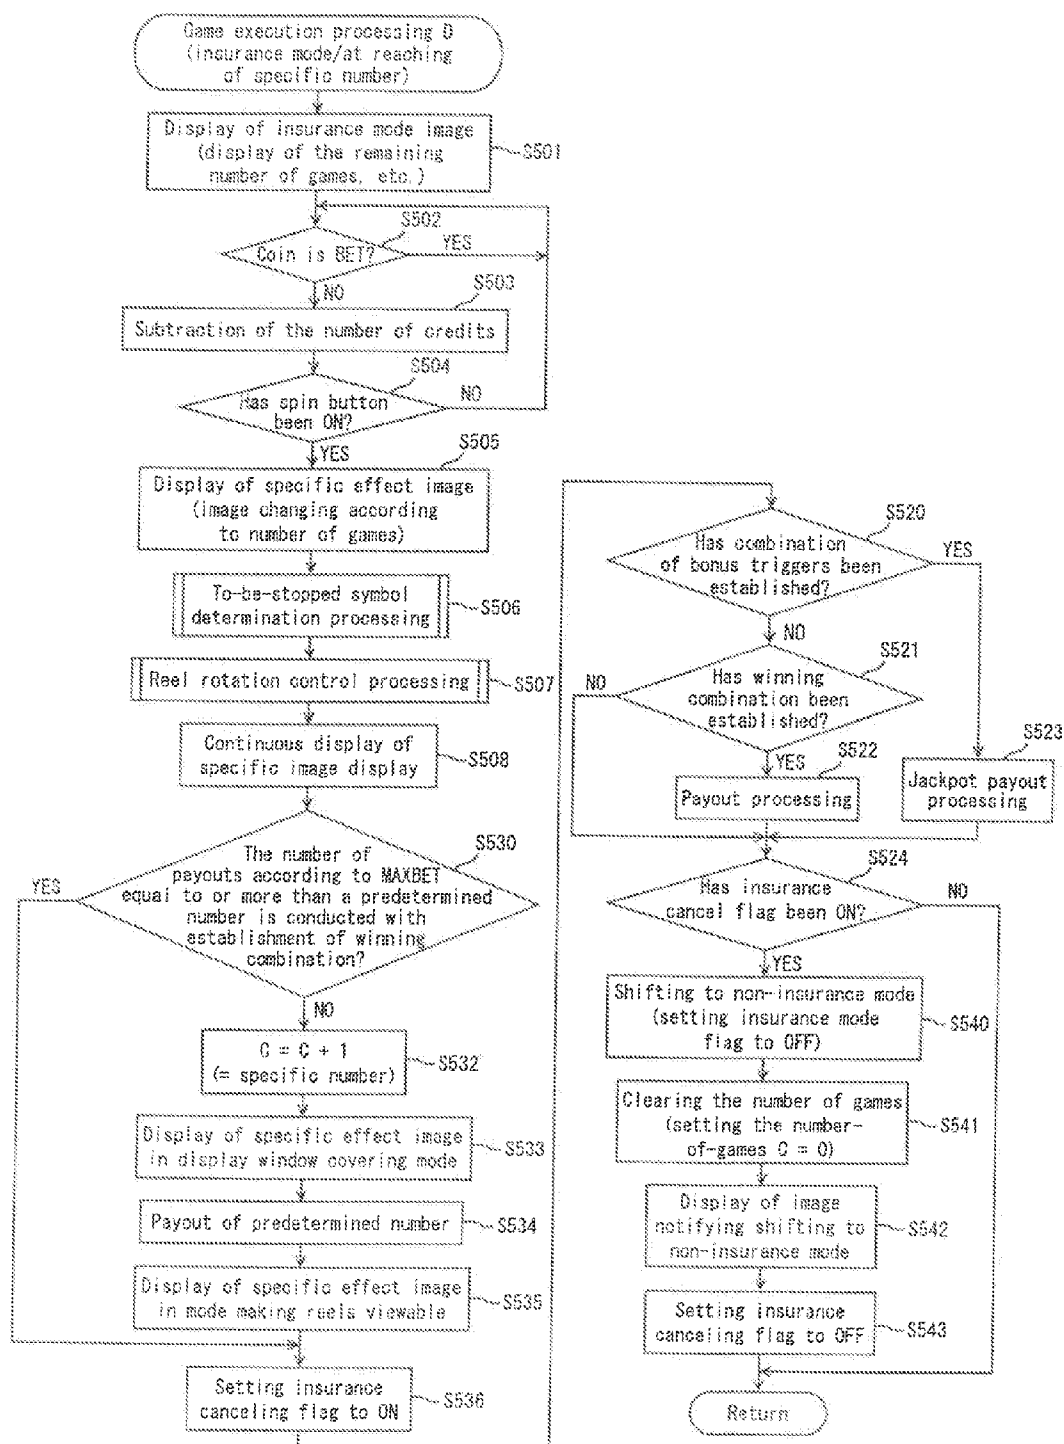 Game execution processing D
(insurance mode/at reaching
of specific number)
Display of insurance mode image
(display of the remaining
number of games, etc.)
S501
S502
Coin is BET?
YES
NO
S503
Subtraction of the number of credits
S504
Has spin button
been ON?
NO
YES
S505
Display of specific effect image
(image changing according
to number of games)
To-be-stopped symbol
determination processing
S506
Reel rotation control processing
S507
Continuous display of
specific image display
S508
S530
The number of
payouts according to MAXBET
equal to or more than a predetermined
number is conducted with
establishment of winning
combination?
YES
NO
C = C + 1
(= specific number)
S532
Display of specific effect image
in display window covering mode
S533
Payout of predetermined number
S534
Display of specific effect image
in mode making reels viewable
S535
Setting insurance
canceling flag to ON
S536
S520
Has combination
of bonus triggers been
established?
YES
NO
S521
Has winning
combination been
established?
NO
YES
S522
Payout processing
S523
Jackpot payout
processing
S524
Has insurance
cancel flag been ON?
NO
YES
Shifting to non-insurance mode
(setting insurance mode
flag to OFF)
S540
Clearing the number of games
(setting the number-
of-games C = 0)
S541
Display of image
notifying shifting to
non-insurance mode
S542
Setting insurance
canceling flag to OFF
S543
Return